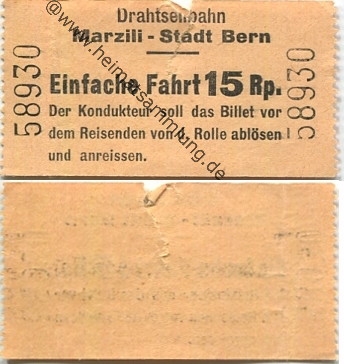 Drahtseilbahn
Marzili - Stadt Bern
Einfache Fahrt 15 Rp.
Der Kondukteur soll das Billet vor
dem Reisenden von d. Rolle ablösen
und anreissen.
58930
58930
@www.heimatsammlung.de